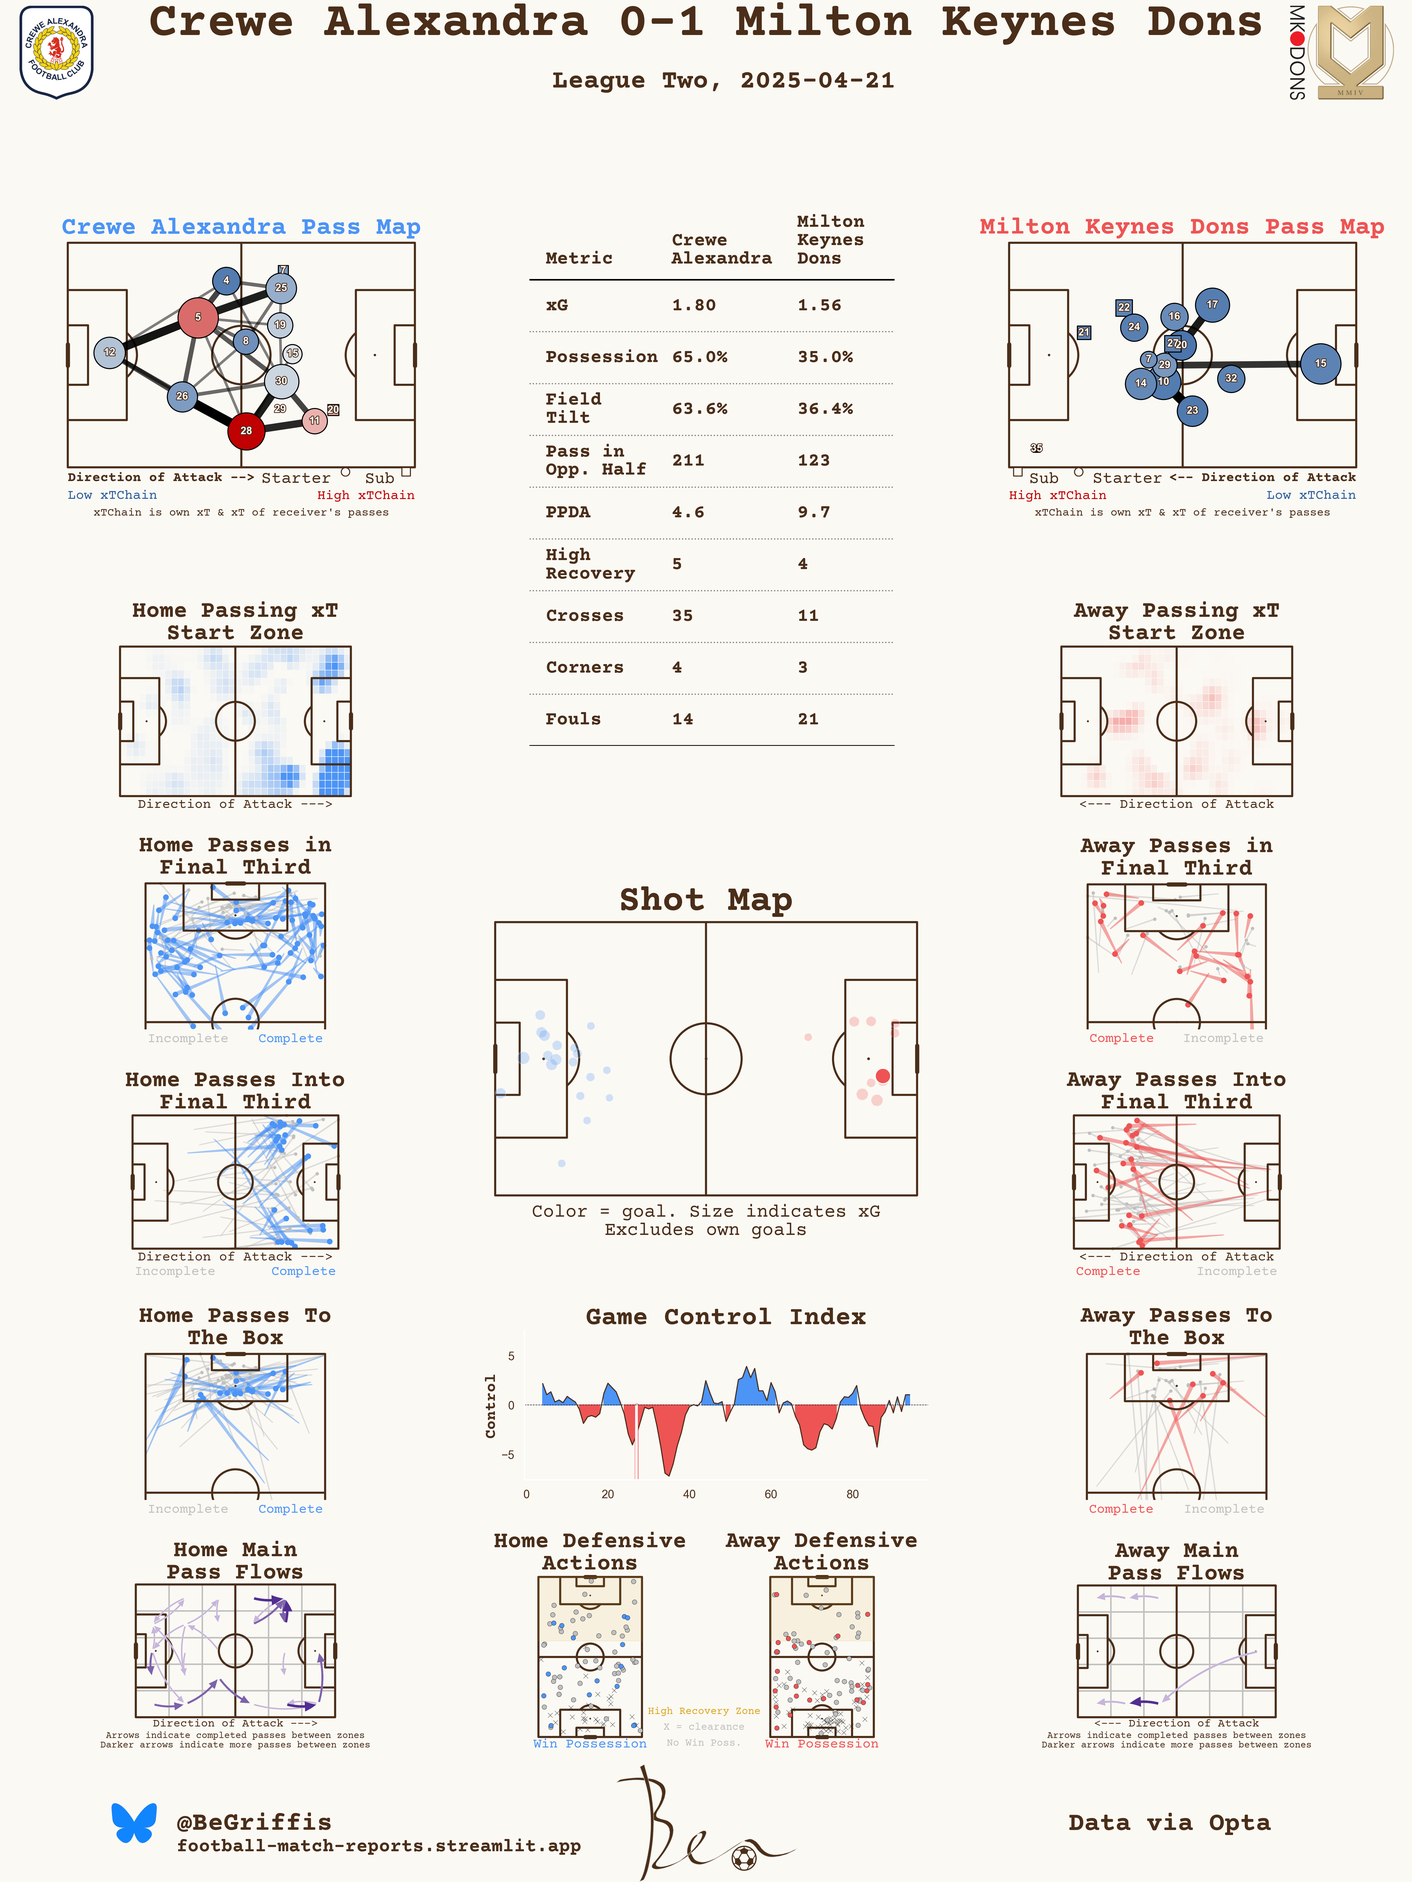 Crewe Alexandra 0-1 Milton Keynes Dons
League Two, 2025-04-21
CREWE ALEXANDRA
FOOTBALL CLUB
MK DONS
MMIV
Crewe Alexandra Pass Map
4
7
25
5
19
8
12
15
30
26
29
20
11
28
Direction of Attack -->
Starter
Sub
Low xTChain
High xTChain
xTChain is own xT & xT of receiver's passes
Metric
Crewe
Alexandra
Milton
Keynes
Dons
xG 1.80 1.56
Possession 65.0% 35.0%
Field
Tilt
63.6% 36.4%
Pass in
Opp. Half
211 123
PPDA 4.6 9.7
High
Recovery
5 4
Crosses 35 11
Corners 4 3
Fouls 14 21
Milton Keynes Dons Pass Map
22
17
16
24
21
27
20
7
29
15
14
10
32
23
35
Sub
Starter
<-- Direction of Attack
High xTChain
Low xTChain
xTChain is own xT & xT of receiver's passes
Home Passing xT
Start Zone
Direction of Attack --->
Away Passing xT
Start Zone
<--- Direction of Attack
Home Passes in
Final Third
Incomplete
Complete
Away Passes in
Final Third
Complete
Incomplete
Shot Map
Color = goal. Size indicates xG
Excludes own goals
Home Passes Into
Final Third
Direction of Attack --->
Incomplete
Complete
Away Passes Into
Final Third
<--- Direction of Attack
Complete
Incomplete
Home Passes To
The Box
Incomplete
Complete
Game Control Index
Control
5
0
−5
0
20
40
60
80
Away Passes To
The Box
Complete
Incomplete
Home Main
Pass Flows
Direction of Attack --->
Arrows indicate completed passes between zones
Darker arrows indicate more passes between zones
Home Defensive
Actions
Win Possession
High Recovery Zone
X = clearance
No Win Poss.
Away Defensive
Actions
Win Possession
Away Main
Pass Flows
<--- Direction of Attack
Arrows indicate completed passes between zones
Darker arrows indicate more passes between zones
@BeGriffis
football-match-reports.streamlit.app
Ben
Data via Opta